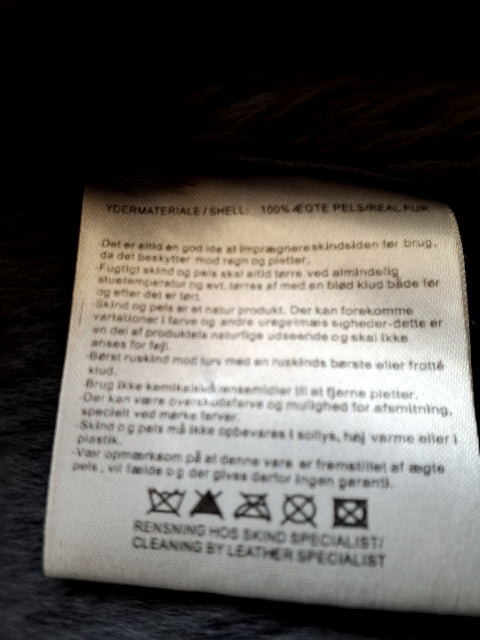 YDERMATERIALE/SHELL: 100% ÆGTE PELS/REAL FUR
-Det er altid en god ide at imprægnere skindsiden før brug,
da det beskytter mod regn og pletter.
-Fugtigt skind og pels skal altid tørre ved almindelig
stuetemperatur og evt. tørres af med en blød klud både før
og efter det er tørt.
-Skind og pels er et natur produkt. Der kan forekomme
variationer i farve og andre uregelmæs sigheder-dette er
en del af produktets naturlige udseende og skal ikke
anses for fejl.
-Børst ruskind mod luv med en ruskinds børste eller frotté
klud.
-Brug ikke kemikalier/rensemidler til at fjerne pletter.
-Der kan være overskudsfarve og mulighed for afsmitning,
specielt ved mørke farver.
-Skind og pels må ikke opbevares i sollys, høj varme eller i
plastik.
-Vær opmærksom på at denne vare er fremstillet af ægte
pels, vil fælde og der gives derfor ingen garanti.
RENSNING HOS SKIND SPECIALIST/
CLEANING BY LEATHER SPECIALIST